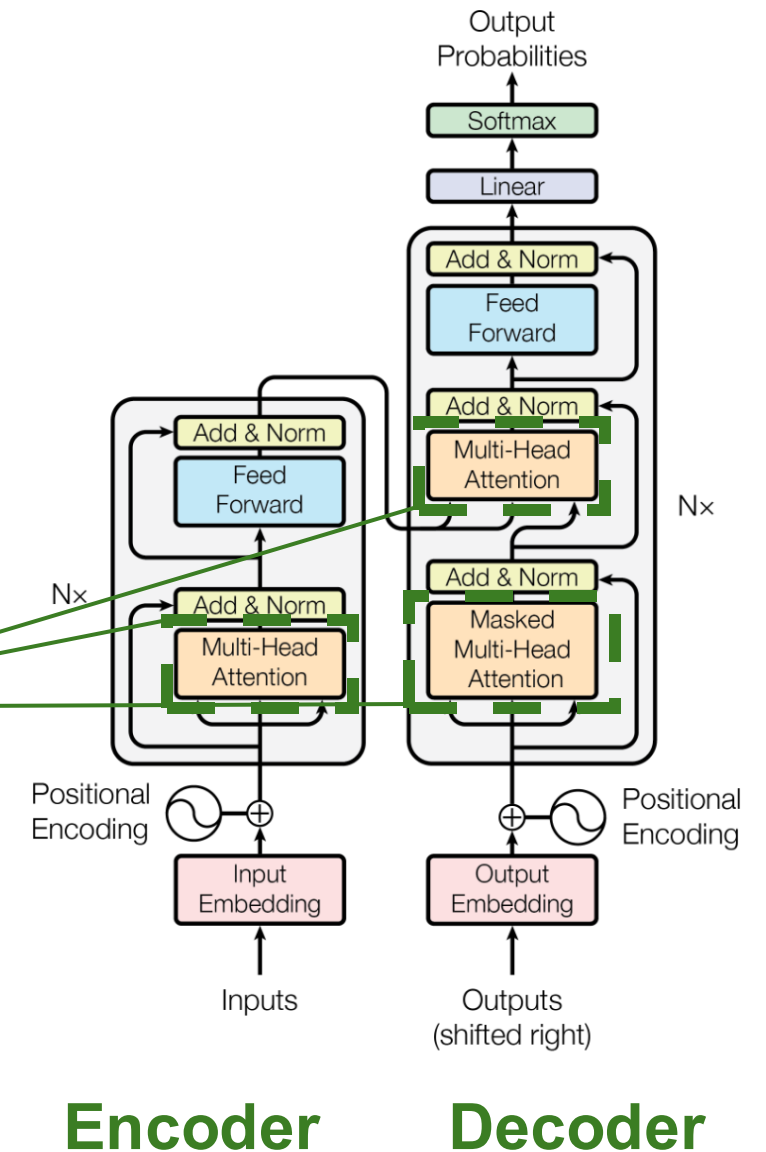 Output
Probabilities
Softmax
Linear
Add & Norm
Feed
Forward
Add & Norm
Multi-Head
Attention
N×
Add & Norm
Masked
Multi-Head
Attention
Add & Norm
Feed
Forward
N×
Add & Norm
Multi-Head
Attention
Positional
Encoding
Positional
Encoding
Input
Embedding
Output
Embedding
Inputs
Outputs
(shifted right)
Encoder
Decoder